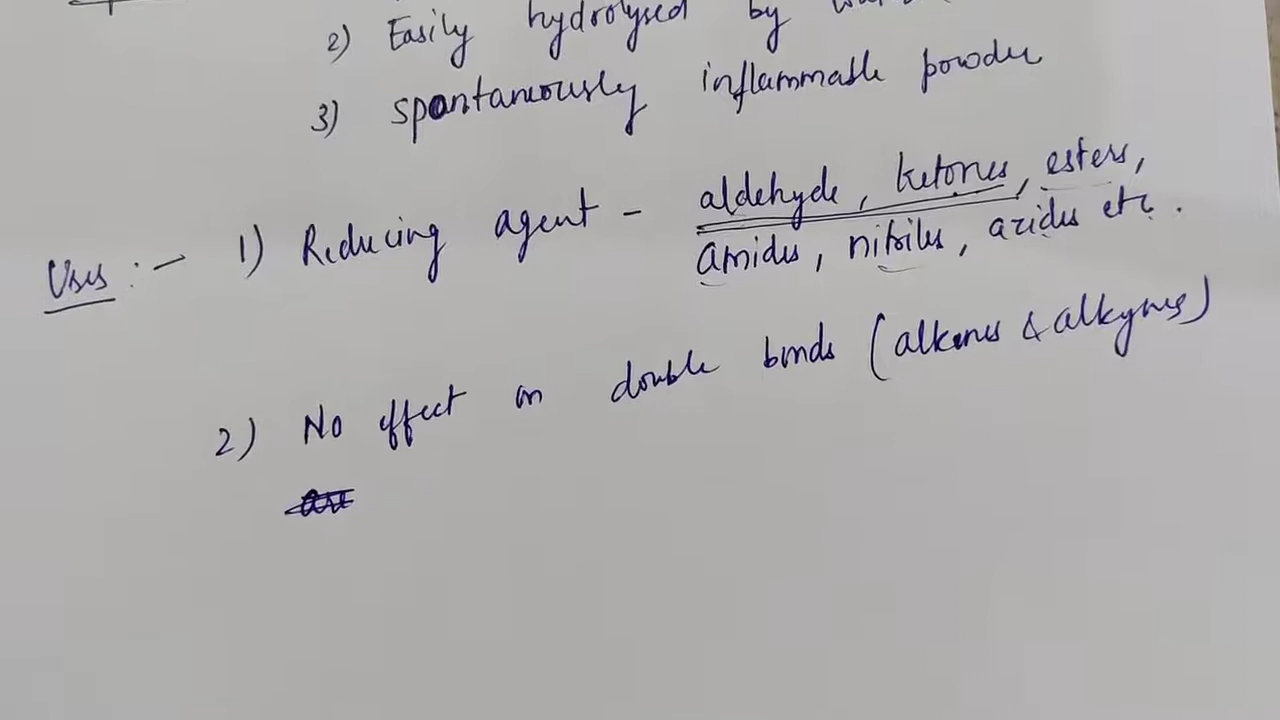 2) Easily hydrolysed by
3) spontaneously inflammable powder
Uses :- 1) Reducing agent - aldehyde, ketones, esters,
amides, nitriles, azides etc.
2) No effect on double bonds (alkenes & alkynes)